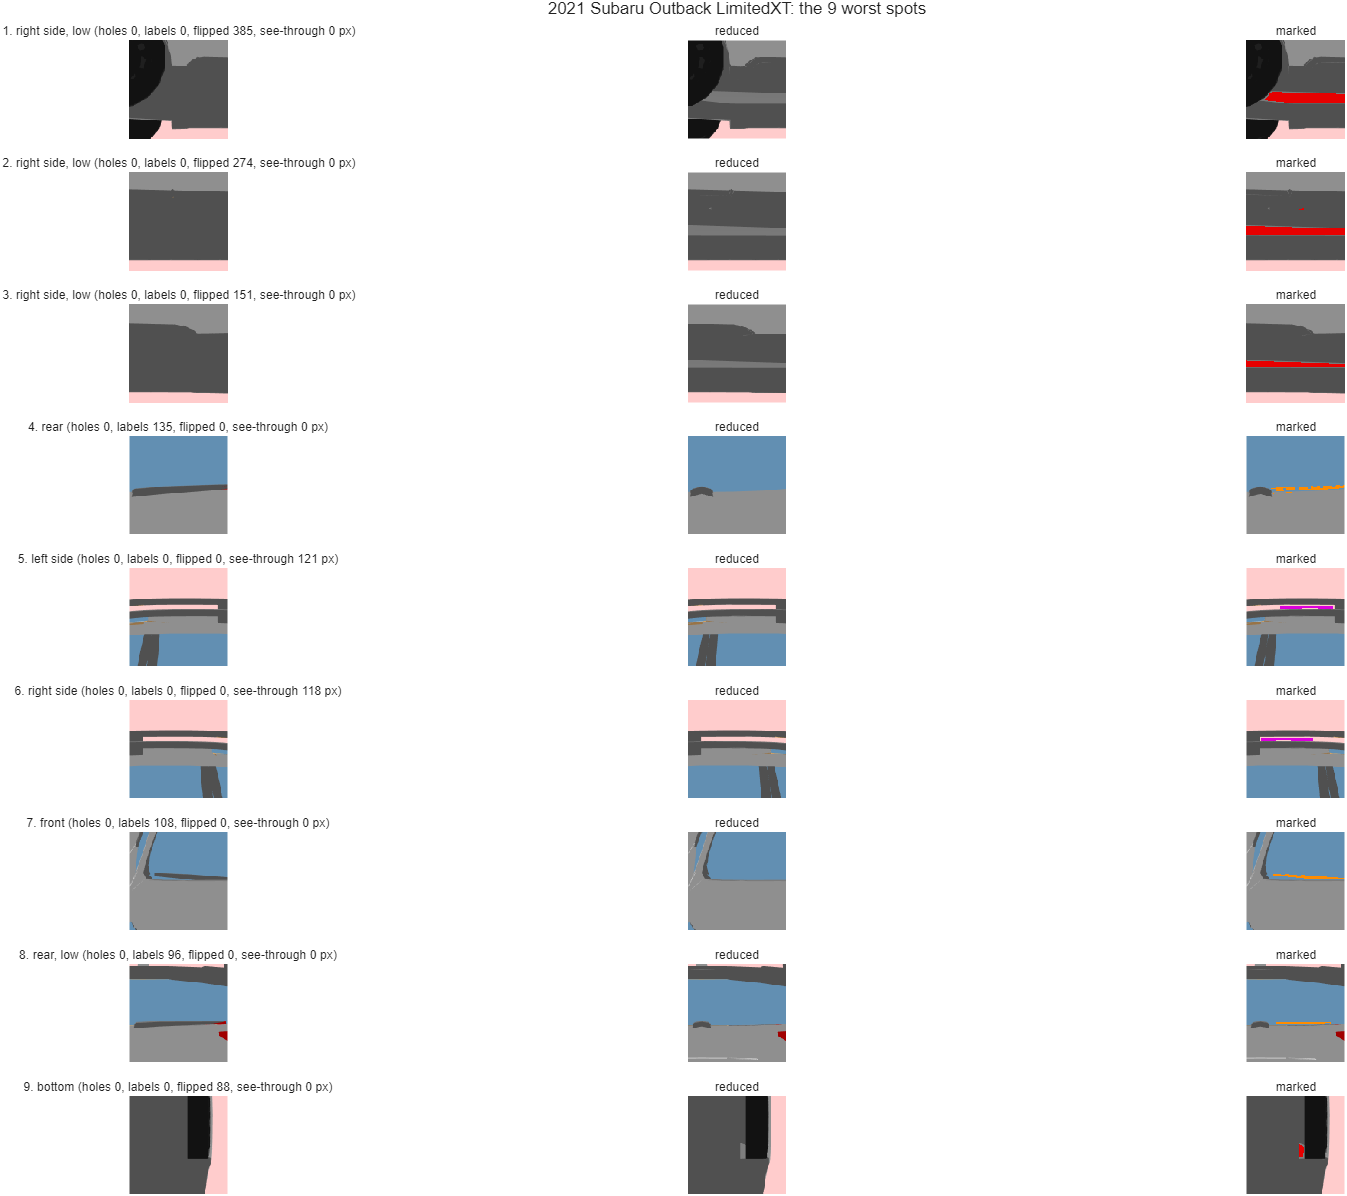 2021 Subaru Outback LimitedXT: the 9 worst spots
1. right side, low (holes 0, labels 0, flipped 385, see-through 0 px)
reduced
marked
2. right side, low (holes 0, labels 0, flipped 274, see-through 0 px)
reduced
marked
3. right side, low (holes 0, labels 0, flipped 151, see-through 0 px)
reduced
marked
4. rear (holes 0, labels 135, flipped 0, see-through 0 px)
reduced
marked
5. left side (holes 0, labels 0, flipped 0, see-through 121 px)
reduced
marked
6. right side (holes 0, labels 0, flipped 0, see-through 118 px)
reduced
marked
7. front (holes 0, labels 108, flipped 0, see-through 0 px)
reduced
marked
8. rear, low (holes 0, labels 96, flipped 0, see-through 0 px)
reduced
marked
9. bottom (holes 0, labels 0, flipped 88, see-through 0 px)
reduced
marked